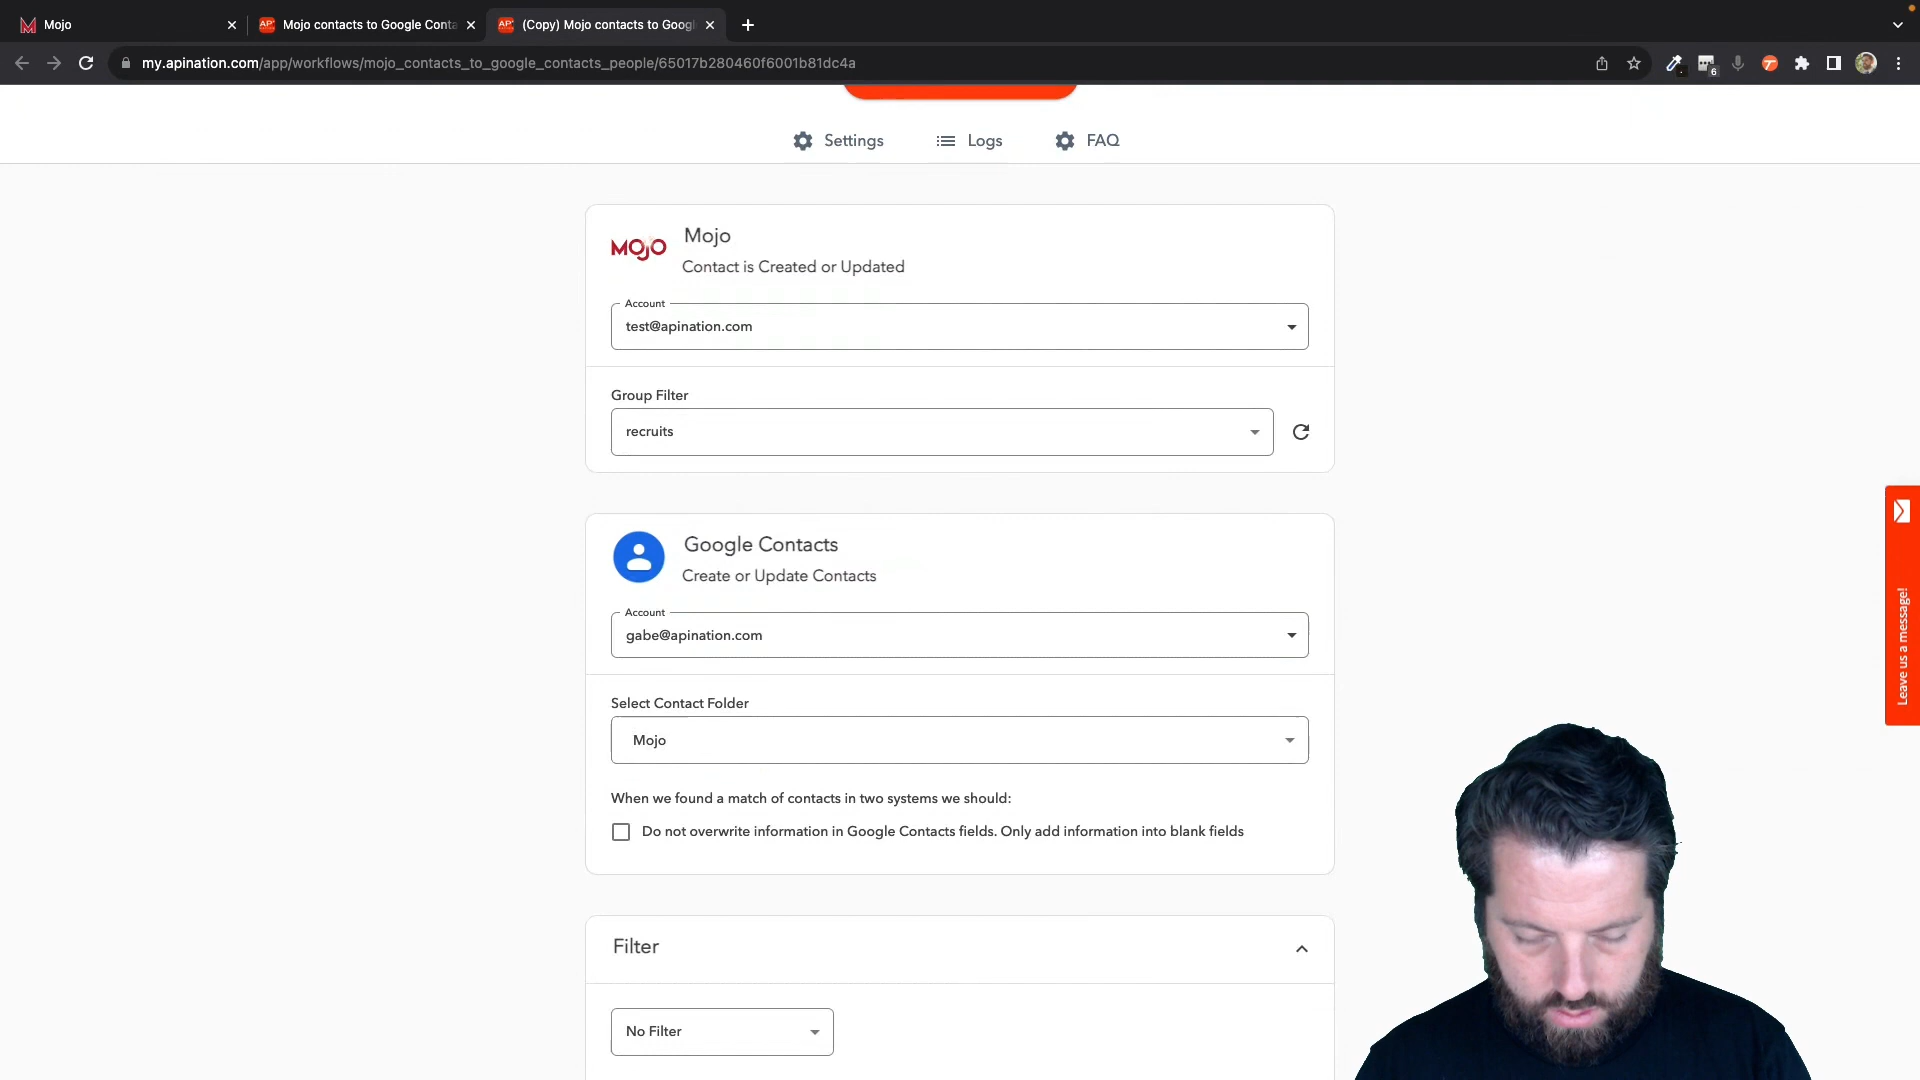 Mojo
Mojo contacts to Google Conta
(Copy) Mojo contacts to Goog
my.apination.com/app/workflows/mojo_contacts_to_google_contacts_people/65017b280460f6001b81dc4a
6
Settings
Logs
FAQ
MOJO
Mojo
Contact is Created or Updated
Account
test@apination.com
Group Filter
recruits
Google Contacts
Create or Update Contacts
Account
gabe@apination.com
Select Contact Folder
Mojo
When we found a match of contacts in two systems we should:
Do not overwrite information in Google Contacts fields. Only add information into blank fields
Filter
No Filter
Leave us a message!